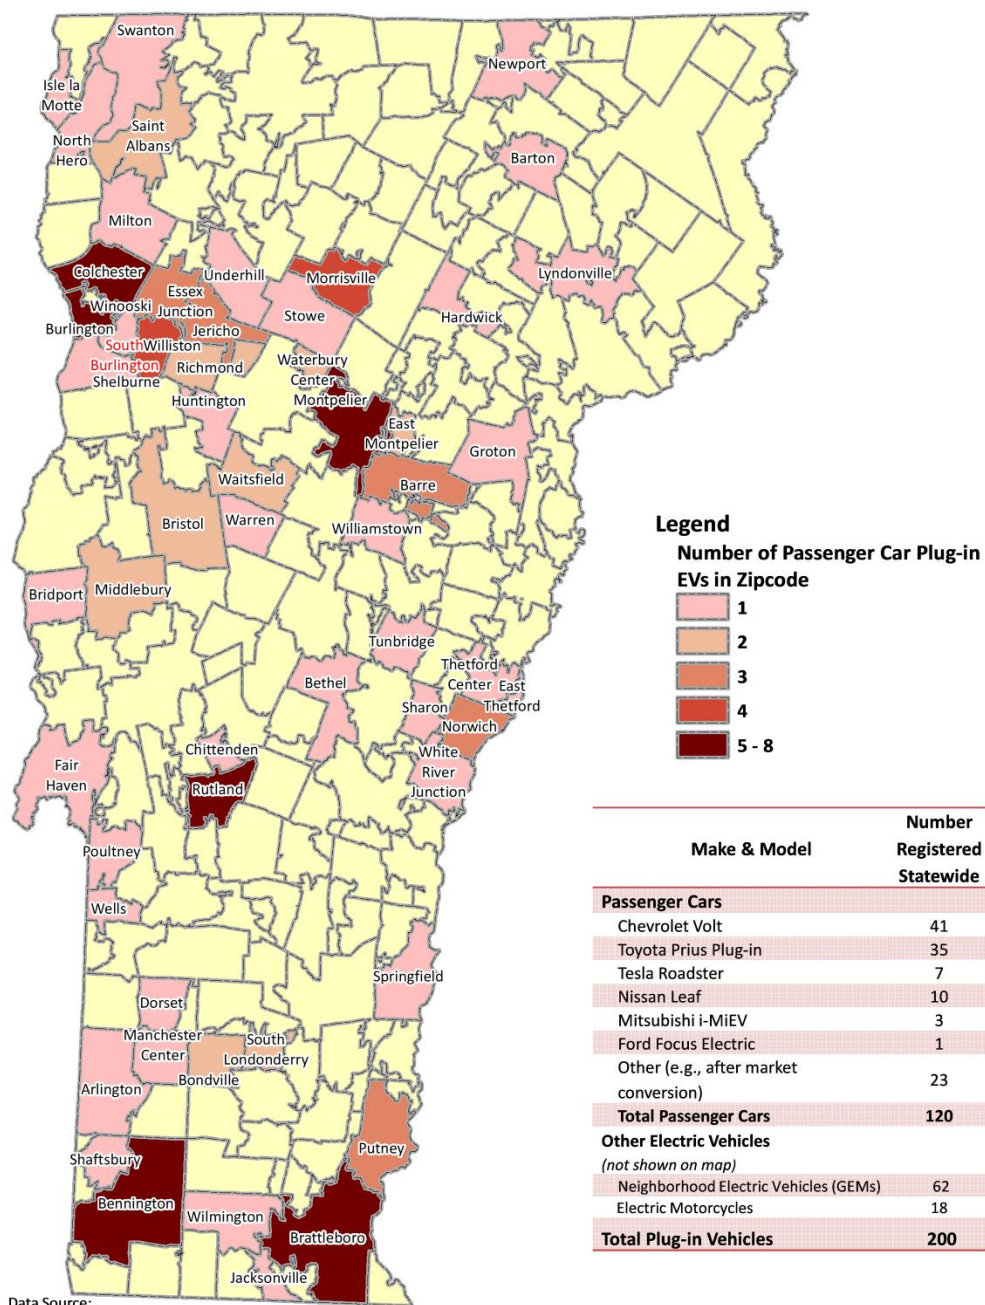 Swanton
Newport
Isle la
Motte
Saint
Albans
North
Hero
Barton
Milton
Colchester
Underhill
Morrisville
Lyndonville
Essex
Junction
Winooski
Stowe
Hardwick
Burlington
Jericho
South
Burlington
Williston
Richmond
Waterbury
Center
Shelburne
Huntington
Montpelier
East
Montpelier
Groton
Waitsfield
Barre
Bristol
Warren
Williamstown
Middlebury
Bridport
Tunbridge
Thetford
Center
East
Thetford
Bethel
Sharon
Norwich
White
River
Junction
Chittenden
Fair
Haven
Rutland
Poultney
Wells
Springfield
Dorset
Manchester
Center
South
Londonderry
Bondville
Arlington
Putney
Shaftsbury
Bennington
Wilmington
Brattleboro
Jacksonville
Data Source:
Legend
Number of Passenger Car Plug-in
EVs in Zipcode
1
2
3
4
5 - 8
Make & Model Number Registered Statewide
Passenger Cars
Chevrolet Volt 41
Toyota Prius Plug-in 35
Tesla Roadster 7
Nissan Leaf 10
Mitsubishi i-MiEV 3
Ford Focus Electric 1
Other (e.g., after market
conversion) 23
Total Passenger Cars 120
Other Electric Vehicles
(not shown on map)
Neighborhood Electric Vehicles (GEMs) 62
Electric Motorcycles 18
Total Plug-in Vehicles 200